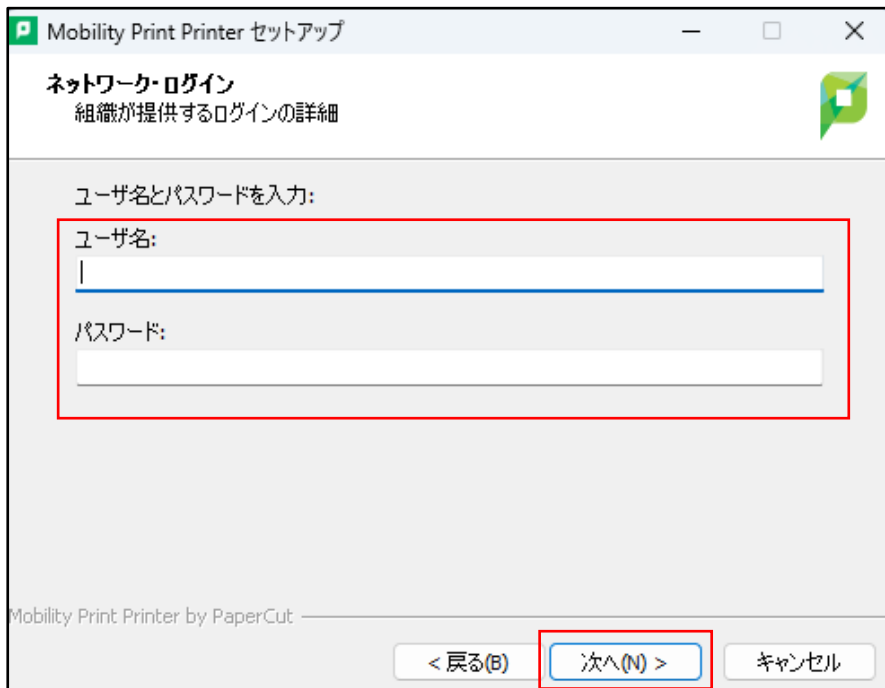 Mobility Print Printer セットアップ
ネットワーク・ログイン
組織が提供するログインの詳細
ユーザ名とパスワードを入力:
ユーザ名:
パスワード:
Mobility Print Printer by PaperCut
< 戻る(B) 次へ(N) > キャンセル